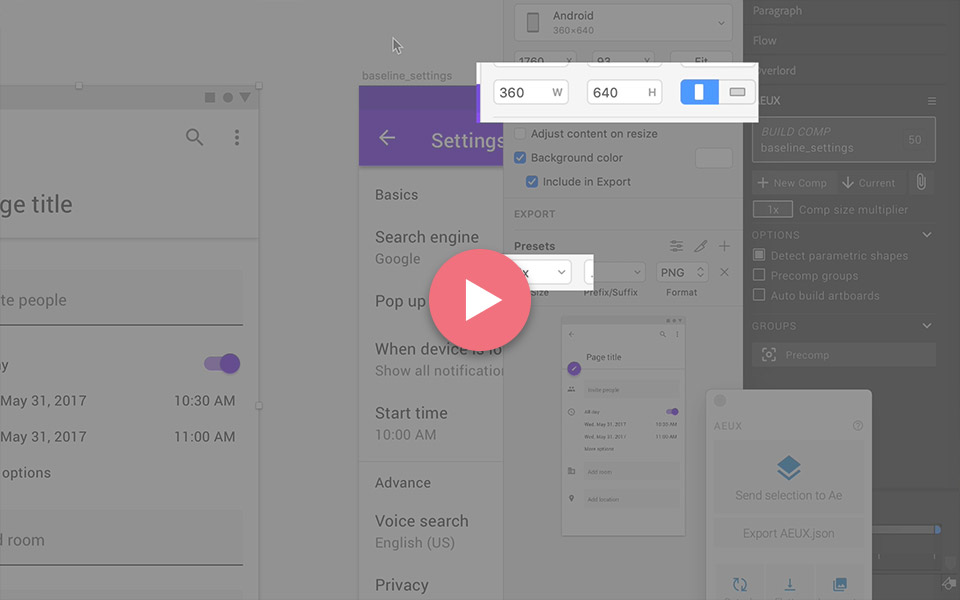 Android
360×640
1760 X
93 Y
Fit
360 W
640 H
Adjust content on resize
Background color
Include in Export
EXPORT
Presets
x
PNG
Size
Prefix/Suffix
Format
baseline_settings
Settings
Basics
Search engine
Google
Pop up
When device is lo
Show all notification
Start time
10:00 AM
Advance
Voice search
English (US)
Privacy
ge title
te people
y
May 31, 2017
10:30 AM
May 31, 2017
11:00 AM
options
d room
Page title
Invite people
All-day
Wed, May 31, 2017
10:30 AM
Wed, May 31, 2017
11:00 AM
More options
Add room
Add location
Paragraph
Flow
verlord
AEUX
BUILD COMP
baseline_settings
50
New Comp
Current
1x
Comp size multiplier
OPTIONS
Detect parametric shapes
Precomp groups
Auto build artboards
GROUPS
Precomp
AEUX
Send selection to Ae
Export AEUX.json